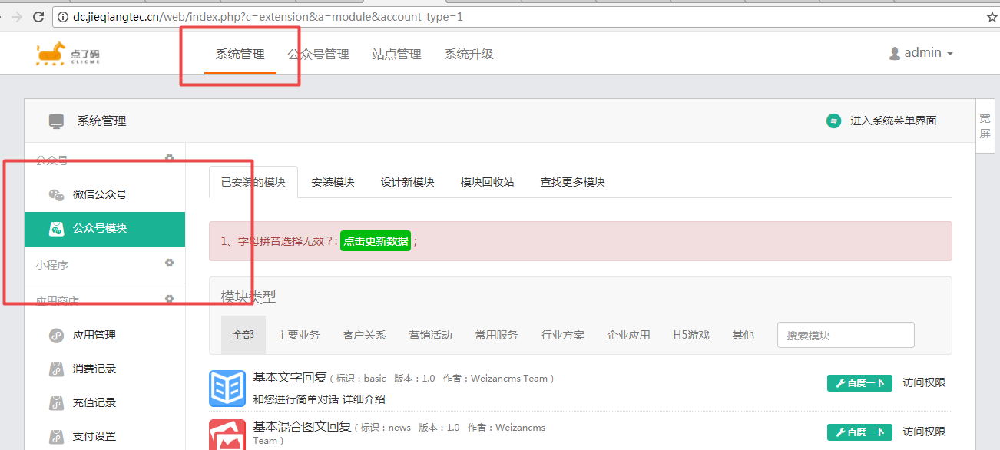 dc.jieqiangtec.cn/web/index.php?c=extension&a=module&account_type=1
点了码
CLICME
系统管理 公众号管理 站点管理 系统升级 admin
系统管理 进入系统菜单界面 宽屏
公众号
已安装的模块 安装模块 设计新模块 模块回收站 查找更多模块
微信公众号
公众号模块
1、字母拼音选择无效？: 点击更新数据 ;
小程序
模块类型
应用商店
全部 主要业务 客户关系 营销活动 常用服务 行业方案 企业应用 H5游戏 其他 搜索模块
应用管理
消费记录
基本文字回复 ( 标识：basic 版本：1.0 作者：Weizancms Team ) 百度一下 访问权限
和您进行简单对话 详细介绍
充值记录
基本混合图文回复 ( 标识：news 版本：1.0 作者：Weizancms 百度一下 访问权限
Team )
支付设置